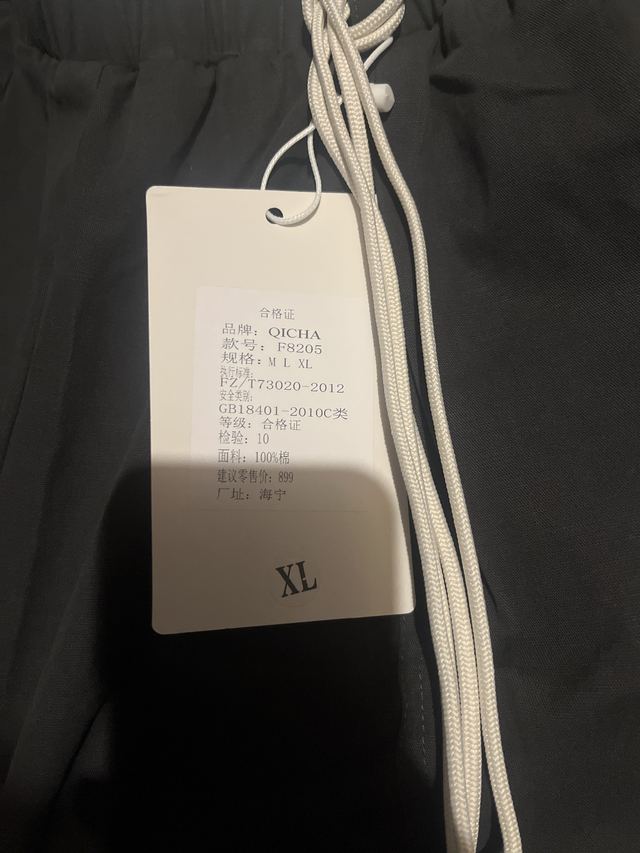 合格证
品牌：QICHA
款号：F8205
规格：M L XL
执行标准：
FZ/T73020-2012
安全类别：
GB18401-2010C类
等级：合格证
检验：10
面料：100%棉
建议零售价：899
厂址：海宁
XL